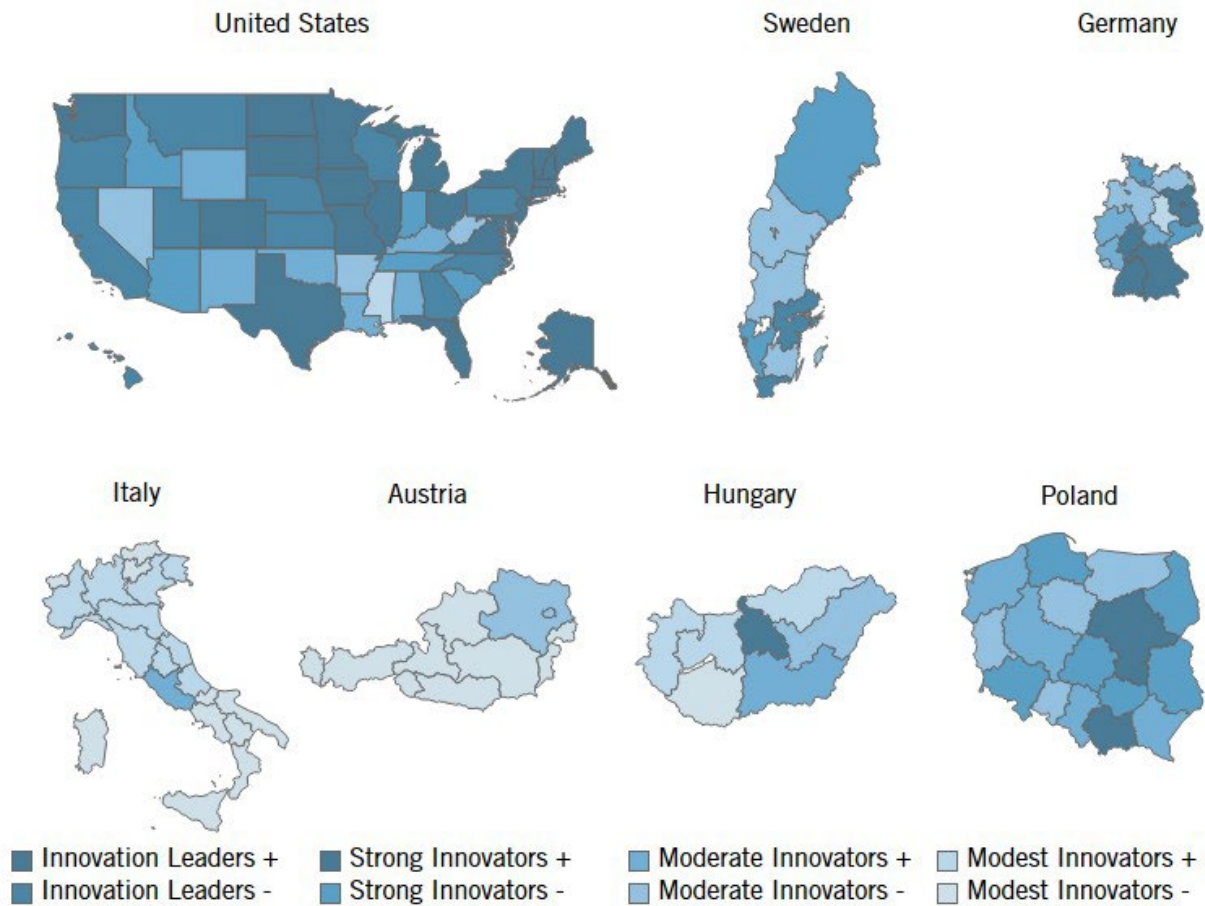 United States
Sweden
Germany
Italy
Austria
Hungary
Poland
Innovation Leaders +
Strong Innovators +
Moderate Innovators +
Modest Innovators +
Innovation Leaders -
Strong Innovators -
Moderate Innovators -
Modest Innovators -